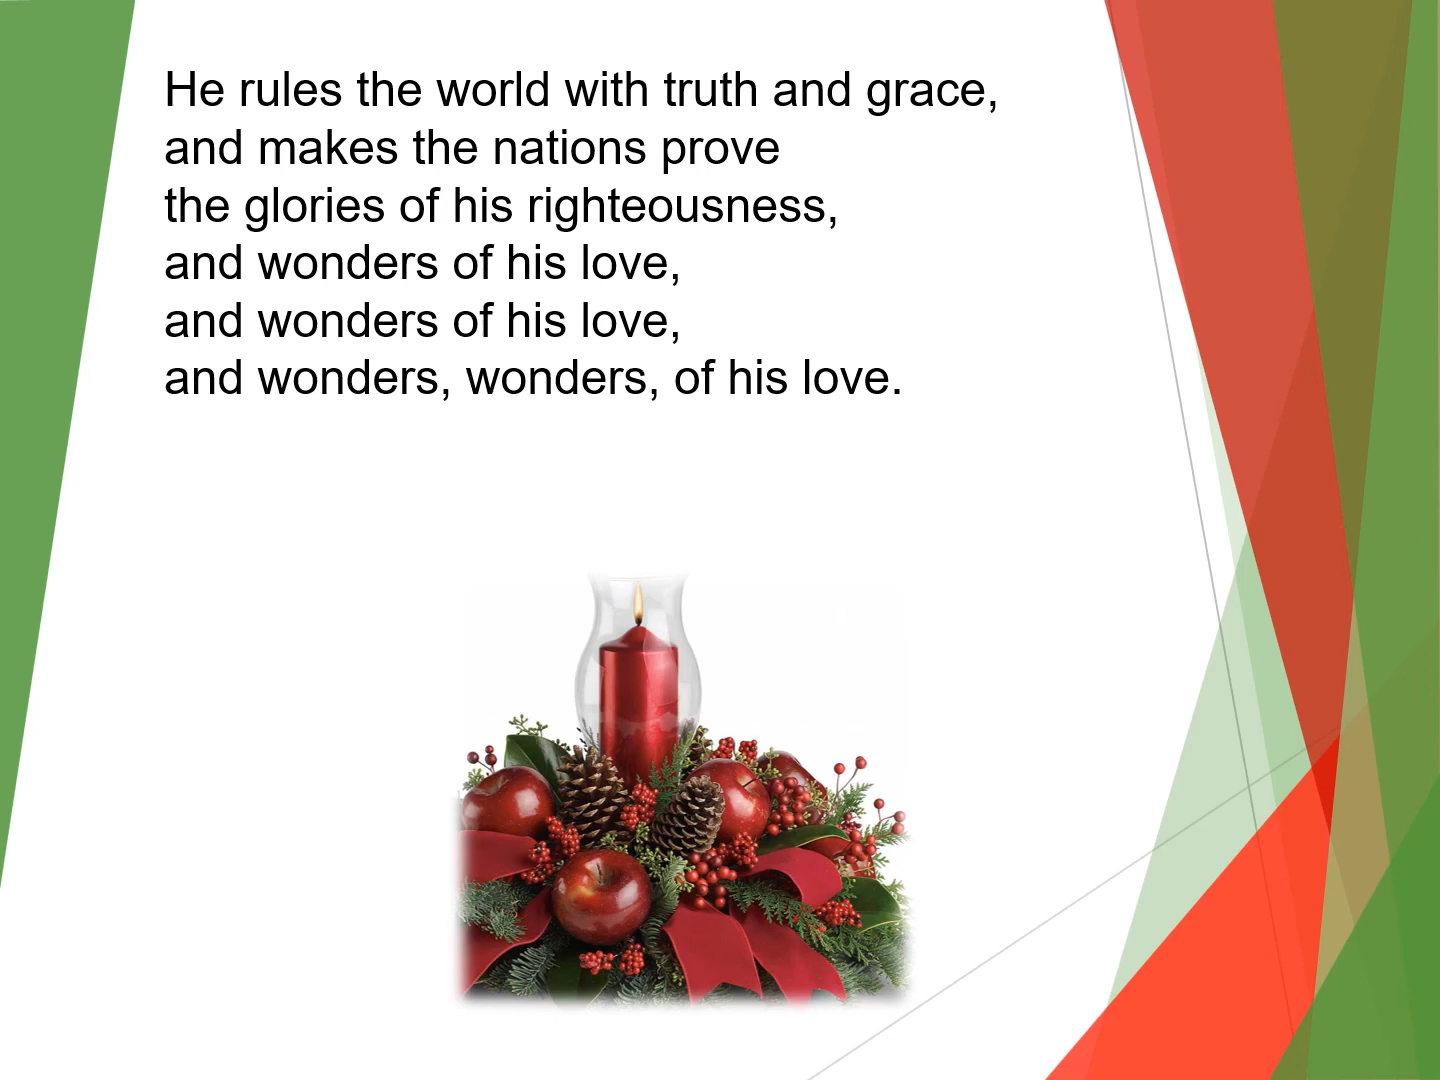 He rules the world with truth and grace,
and makes the nations prove
the glories of his righteousness,
and wonders of his love,
and wonders of his love,
and wonders, wonders, of his love.